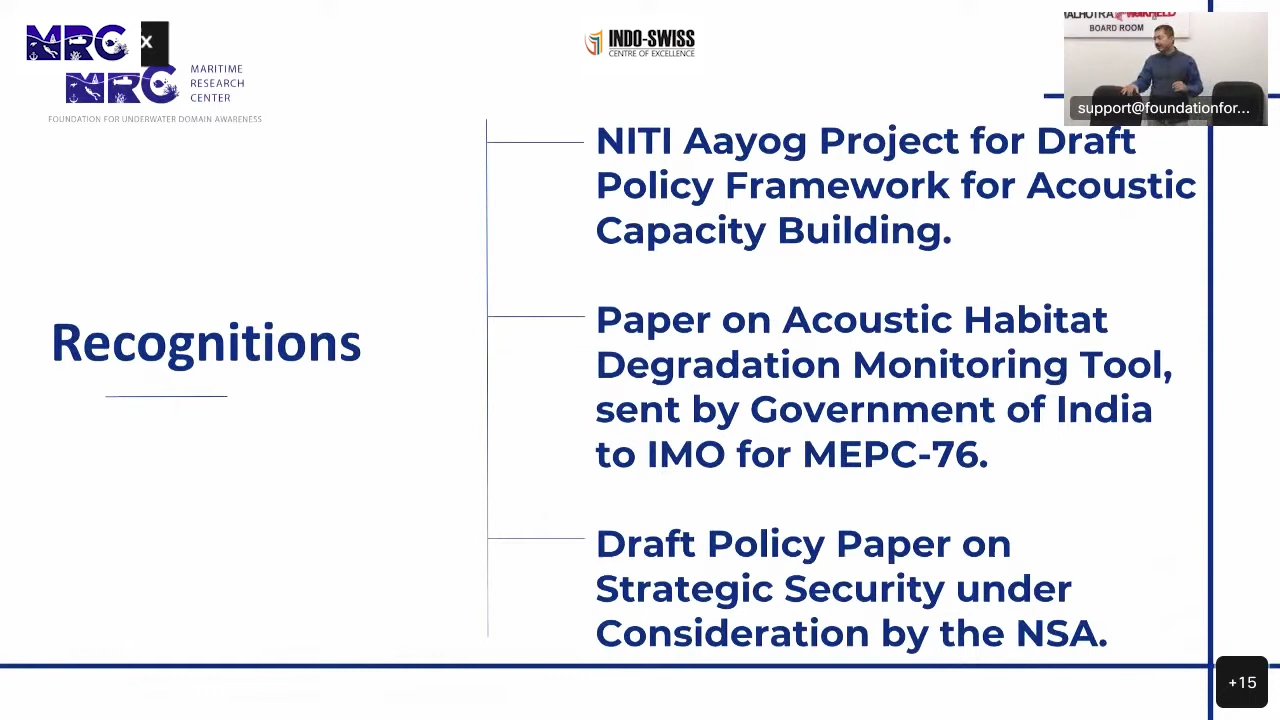 MRC
X
MRC
MARITIME
RESEARCH
CENTER
FOUNDATION FOR UNDERWATER DOMAIN AWARENESS
INDO-SWISS
CENTRE OF EXCELLENCE
MALHOTRA WEIKFIELD
BOARD ROOM
support@foundationfor...
NITI Aayog Project for Draft
Policy Framework for Acoustic
Capacity Building.
Recognitions
Paper on Acoustic Habitat
Degradation Monitoring Tool,
sent by Government of India
to IMO for MEPC-76.
Draft Policy Paper on
Strategic Security under
Consideration by the NSA.
+15